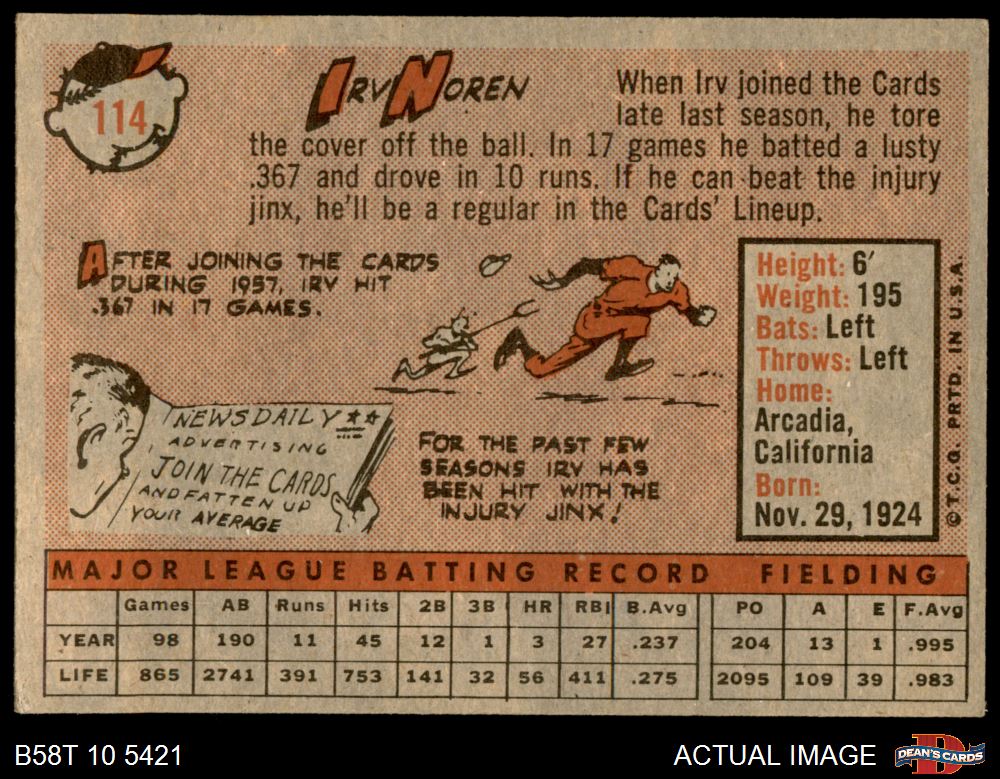 114
IRV NOREN
When Irv joined the Cards
late last season, he tore
the cover off the ball. In 17 games he batted a lusty
.367 and drove in 10 runs. If he can beat the injury
jinx, he'll be a regular in the Cards' Lineup.
AFTER JOINING THE CARDS
DURING 1957, IRV HIT
.367 IN 17 GAMES.
NEWS DAILY
ADVERTISING
JOIN THE CARDS
AND FATTEN UP
YOUR AVERAGE
FOR THE PAST FEW
SEASONS IRV HAS
BEEN HIT WITH THE
INJURY JINX!
Height: 6'
Weight: 195
Bats: Left
Throws: Left
Home:
Arcadia,
California
Born:
Nov. 29, 1924
© T.C.G. PRTD. IN U.S.A.
MAJOR LEAGUE BATTING RECORD FIELDING
Games AB Runs Hits 2B 3B HR RBI B.Avg PO A E F.Avg
YEAR 98 190 11 45 12 1 3 27 .237 204 13 1 .995
LIFE 865 2741 391 753 141 32 56 411 .275 2095 109 39 .983
B58T 10 5421 ACTUAL IMAGE DEAN'S CARDS